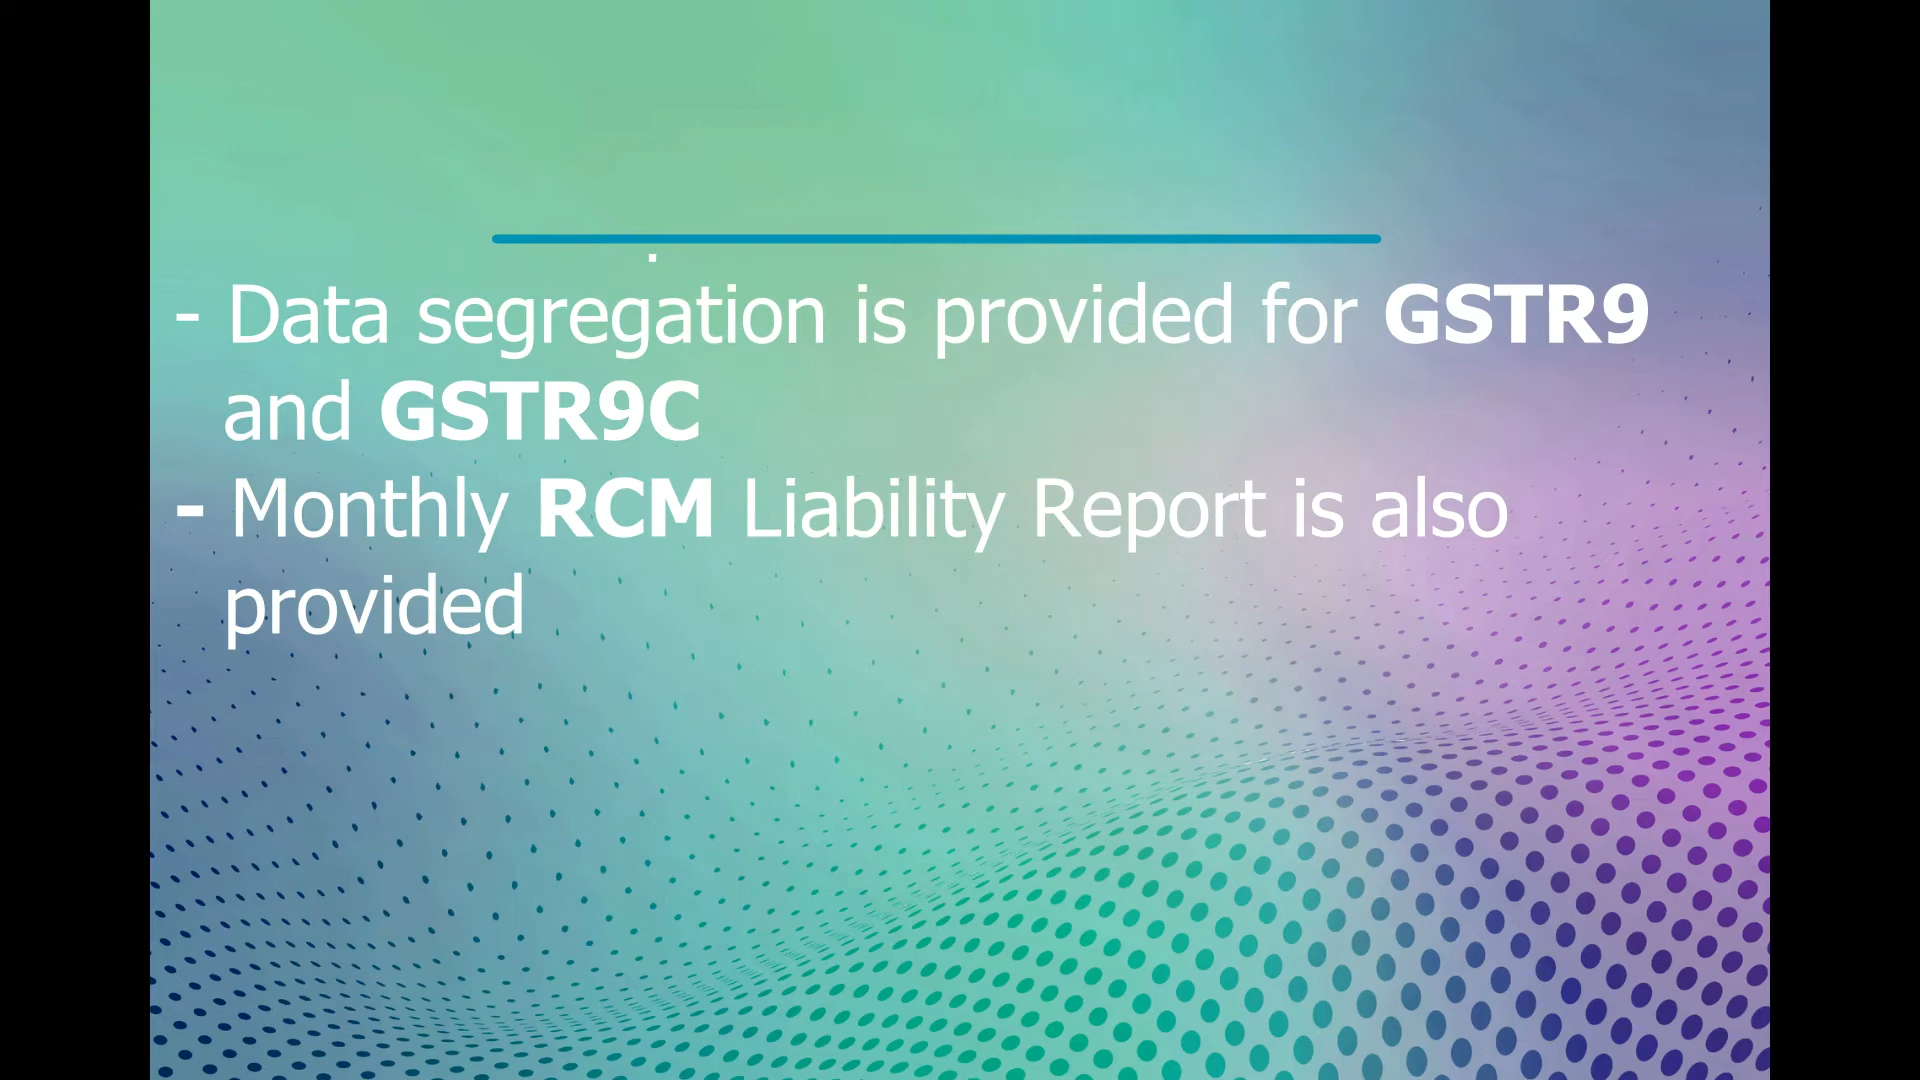 - Data segregation is provided for GSTR9
and GSTR9C
- Monthly RCM Liability Report is also
provided